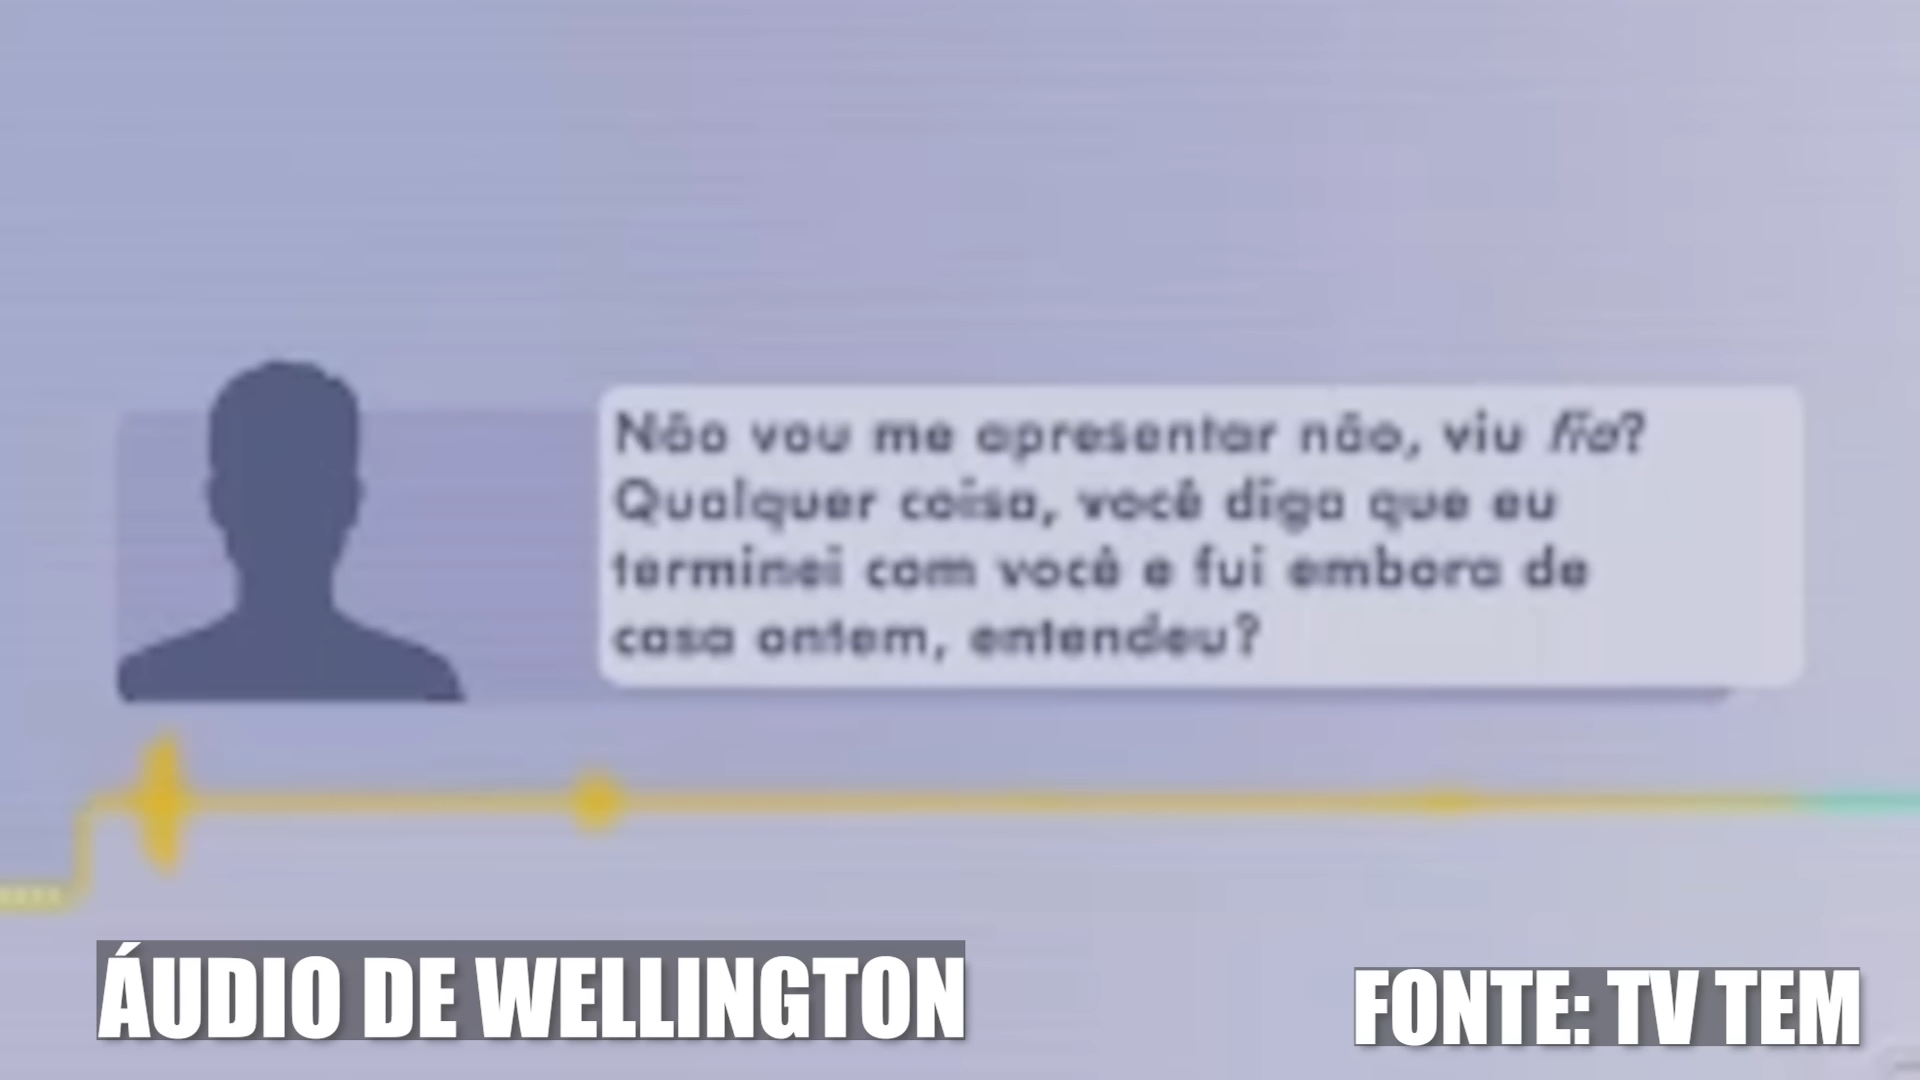 Não vou me apresentar não, viu fia?
Qualquer coisa, você diga que eu
terminei com você e fui embora de
casa ontem, entendeu?
ÁUDIO DE WELLINGTON
FONTE: TV TEM